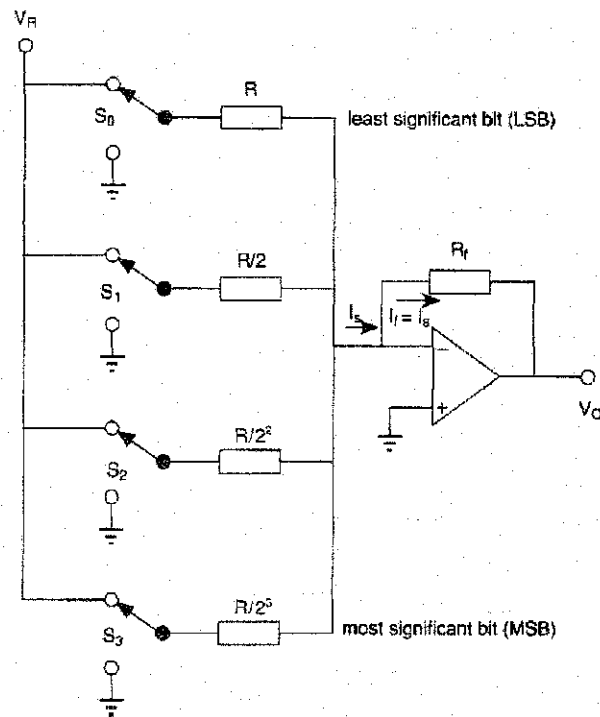 V_R
R
S_0
least significant bit (LSB)
R/2
S_1
R_f
I_s
I_f = I_s
−
+
V_O
R/2²
S_2
R/2³
S_3
most significant bit (MSB)